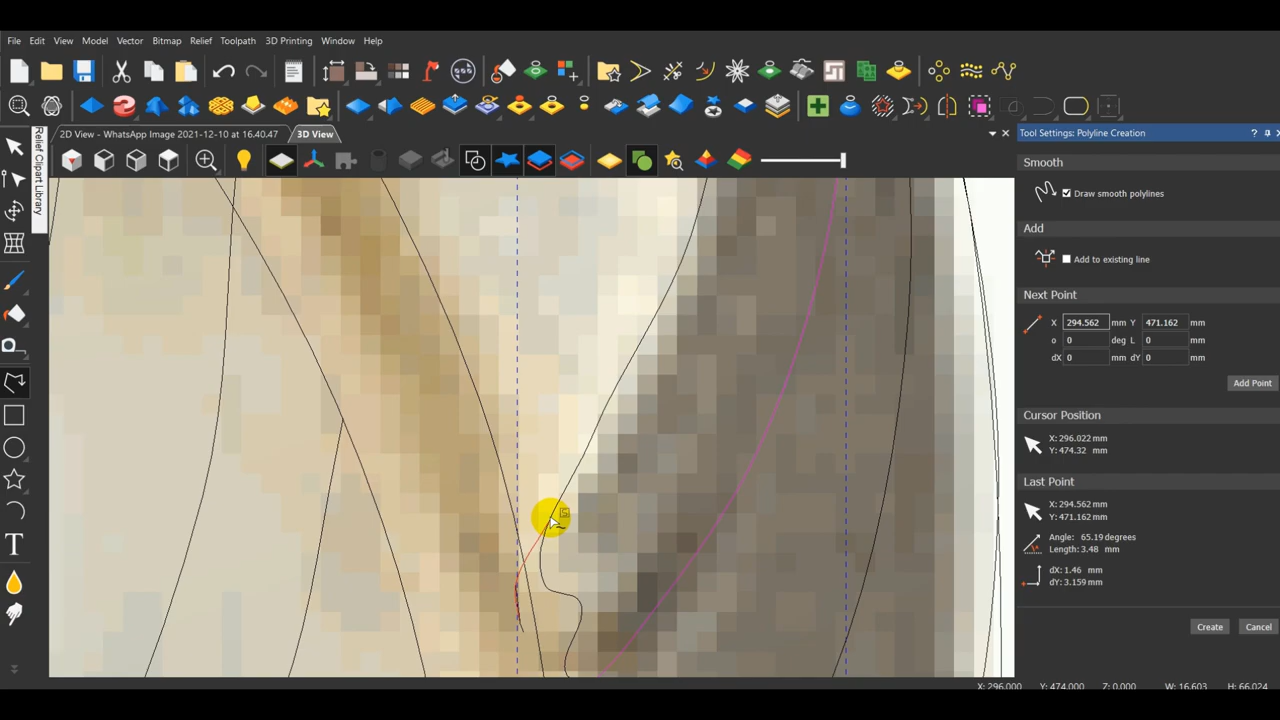 File Edit View Model Vector Bitmap Relief Toolpath 3D Printing Window Help
2D View - WhatsApp Image 2021-12-10 at 16.40.47 3D View
Tool Settings: Polyline Creation ?
Relief Clipart Library
Smooth
Draw smooth polylines
Add
Add to existing line
Next Point
X 294.562 mm Y 471.162 mm
o 0 deg L 0 mm
dX 0 mm dY 0 mm
Add Point
Cursor Position
X: 296.022 mm
Y: 474.32 mm
Last Point
X: 294.562 mm
Y: 471.162 mm
Angle: 65.19 degrees
Length: 3.48 mm
dX: 1.46 mm
dY: 3.159 mm
Create Cancel
T
X: 296.000 Y: 474.000 Z: 0.000 W: 16.603 H: 66.024